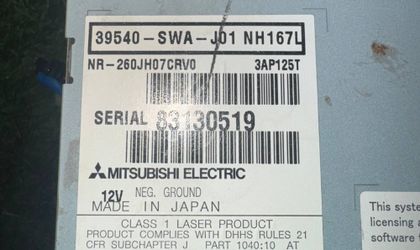 39540-SWA-J01 NH167L
NR-260JH07CRV0 3AP125T
SERIAL 83130519
MITSUBISHI ELECTRIC
12V NEG. GROUND
MADE IN JAPAN
CLASS 1 LASER PRODUCT
PRODUCT COMPLIES WITH DHHS RULES 21
CFR SUBCHAPTER J PART 1040:10 AT
This syste
licensing a
software